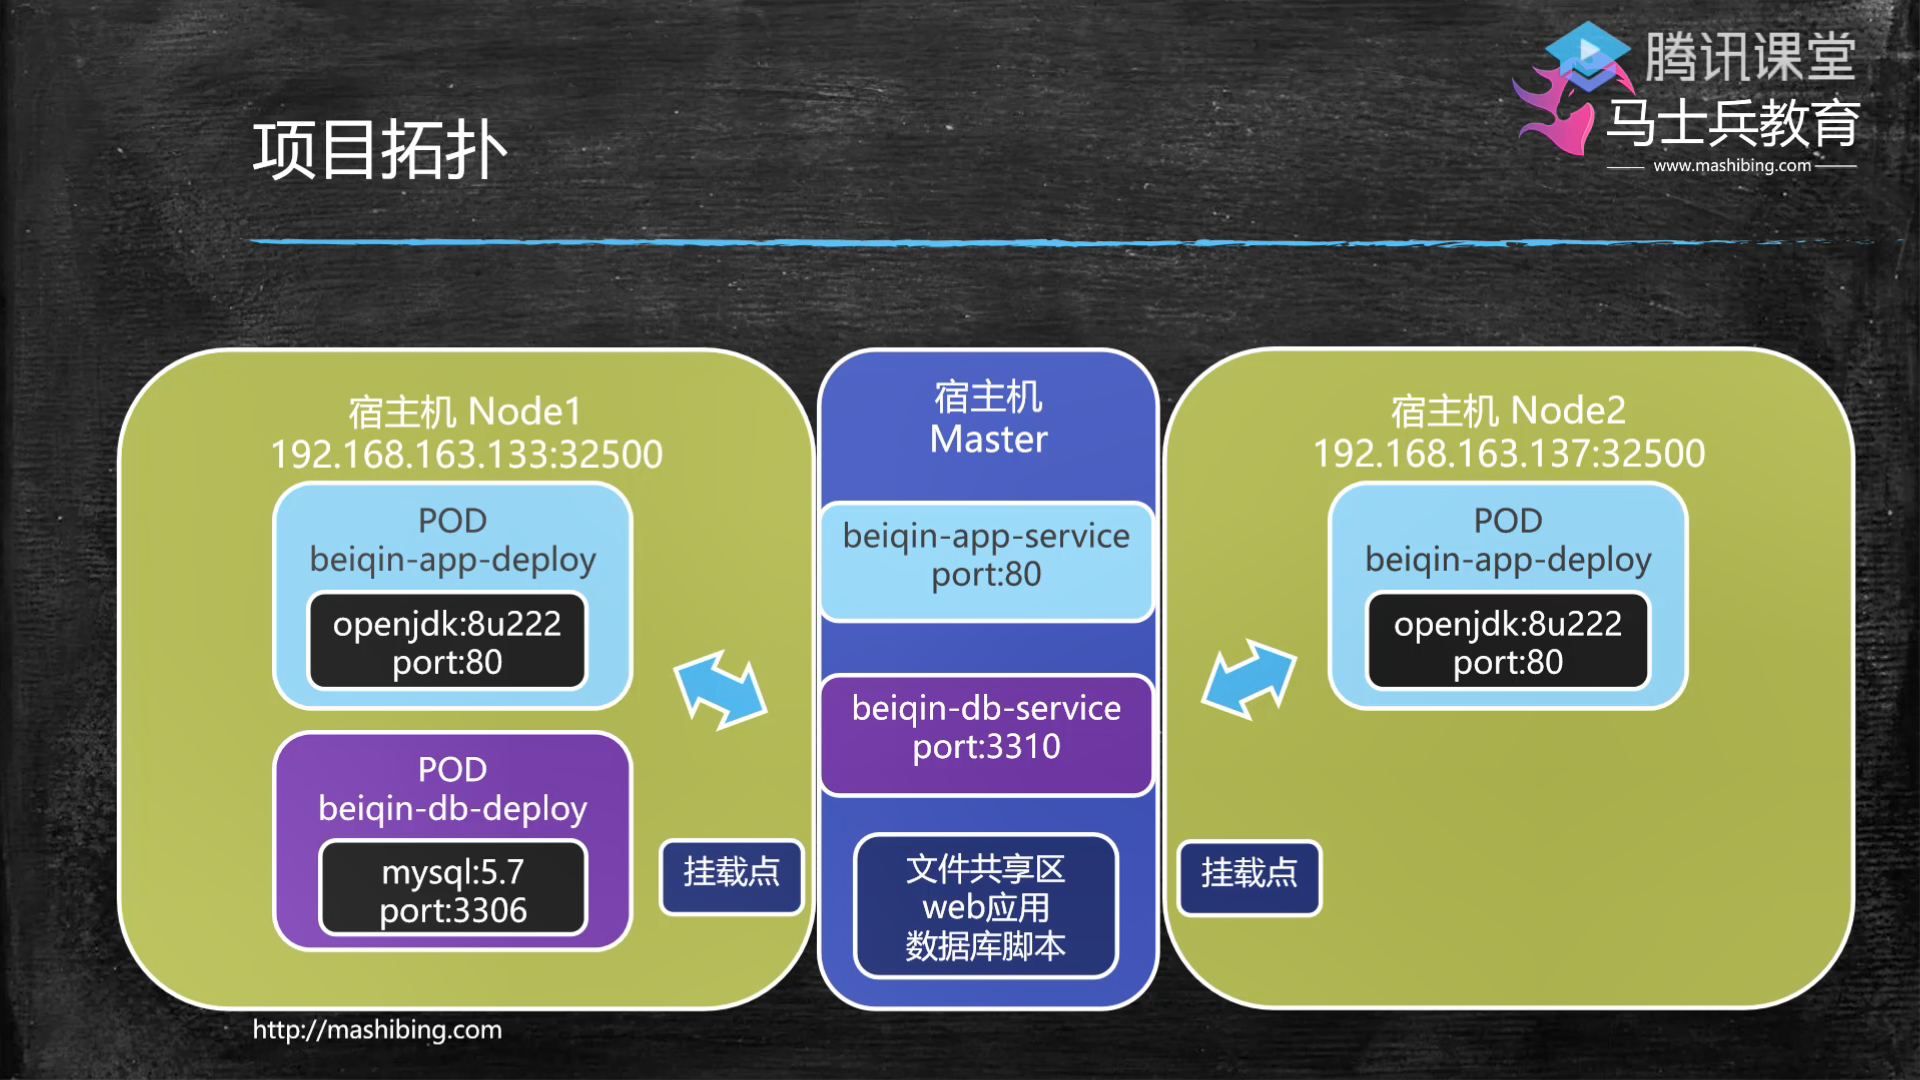 腾讯课堂
马士兵教育
www.mashibing.com
项目拓扑
宿主机 Node1
192.168.163.133:32500
POD
beiqin-app-deploy
openjdk:8u222
port:80
POD
beiqin-db-deploy
mysql:5.7
port:3306
挂载点
宿主机
Master
beiqin-app-service
port:80
beiqin-db-service
port:3310
文件共享区
web应用
数据库脚本
宿主机 Node2
192.168.163.137:32500
POD
beiqin-app-deploy
openjdk:8u222
port:80
挂载点
http://mashibing.com